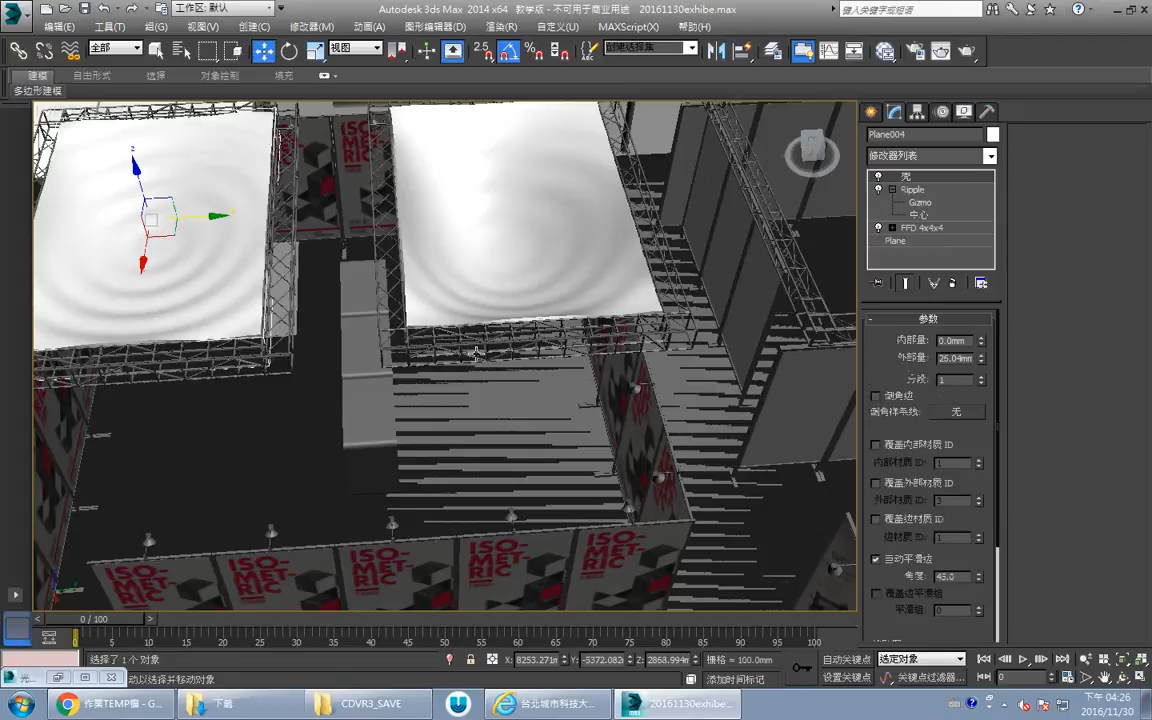 工作区: 默认
Autodesk 3ds Max 2014 x64 教学版 - 不可用于商业用 20161130exhibe.max
键入关键字或短语
编辑(E) 工具(T) 组(G) 视图(V) 创建(C) 修改器(M) 动画(A) 图形编辑器(D) 渲染(R) 自定义(U) MAXScript(X) 帮助(H)
全部
视图
2.5
创建选择集
建模 自由形式 选择 对象绘制 填充
多边形建模
Plane004
修改器列表
壳
Ripple
Gizmo
中心
FFD 4x4x4
Plane
参数
内部量: 0.0mm
外部量: 26.04mm
分段: 1
倒角边
倒角样条线: 无
覆盖内部材质 ID
内部材质 ID: 1
覆盖外部材质 ID
外部材质 ID: 3
覆盖边材质 ID
边材质 ID: 1
自动平滑边
角度: 45.0
覆盖边平滑组
平滑组: 0
z
ISO-
MET
RIC
ISO-
METRIC
ISO-
METRIC
ISO-
METRIC
ISO-
METRIC
ISO-
METRIC
0 / 100
0 5 10 15 20 25 30 35 40 45 50 55 60 65 70 75 80 85 90 95 100
选择了 1 个 对象
X: 8253.271m Y: -5372.082 Z: 2868.994m 栅格 = 100.0mm
自动关键点 选定对象
动以选择并移动对象
添加时间标记
设置关键点 关键点过滤器...
0
作業TEMP檔 - G...
下載
CDVR3_SAVE
台北城市科技大...
20161130exhibe...
下午 04:26
2016/11/30